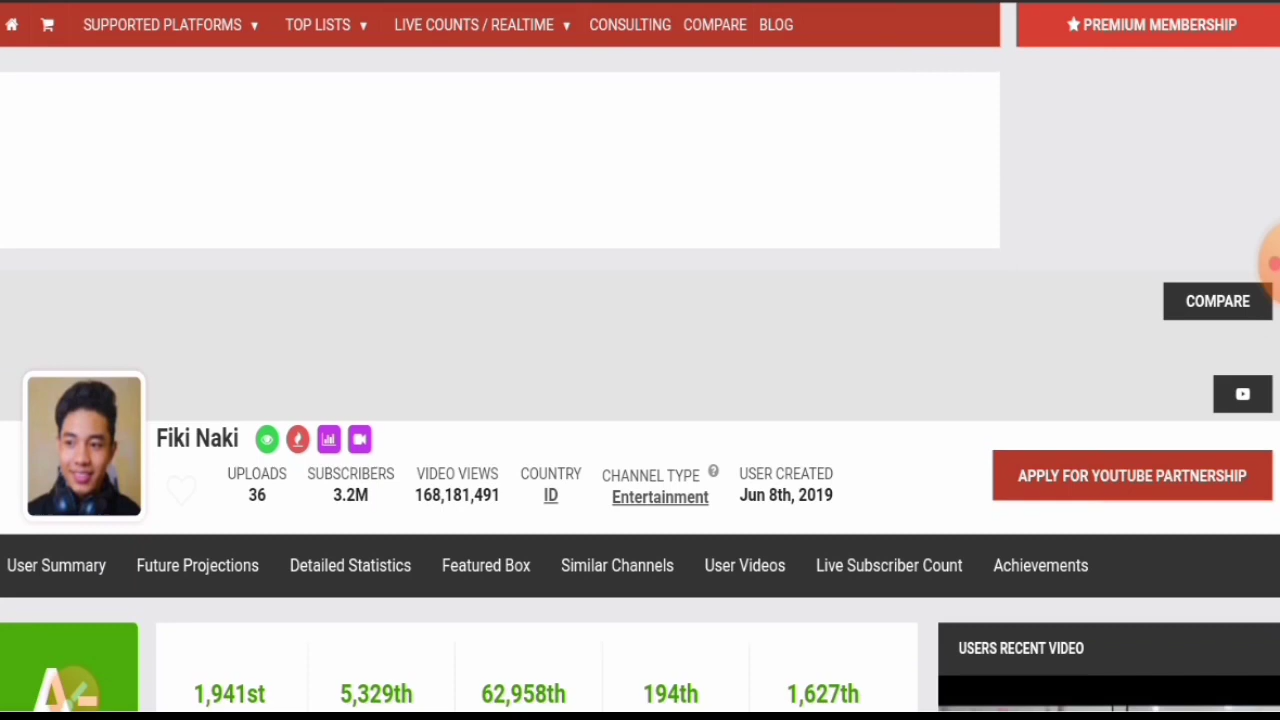 SUPPORTED PLATFORMS ▼ TOP LISTS ▼ LIVE COUNTS / REALTIME ▼ CONSULTING COMPARE BLOG PREMIUM MEMBERSHIP
COMPARE
Fiki Naki
UPLOADS SUBSCRIBERS VIDEO VIEWS COUNTRY CHANNEL TYPE ? USER CREATED
36 3.2M 168,181,491 ID Entertainment Jun 8th, 2019
APPLY FOR YOUTUBE PARTNERSHIP
User Summary Future Projections Detailed Statistics Featured Box Similar Channels User Videos Live Subscriber Count Achievements
USERS RECENT VIDEO
A-
1,941st 5,329th 62,958th 194th 1,627th